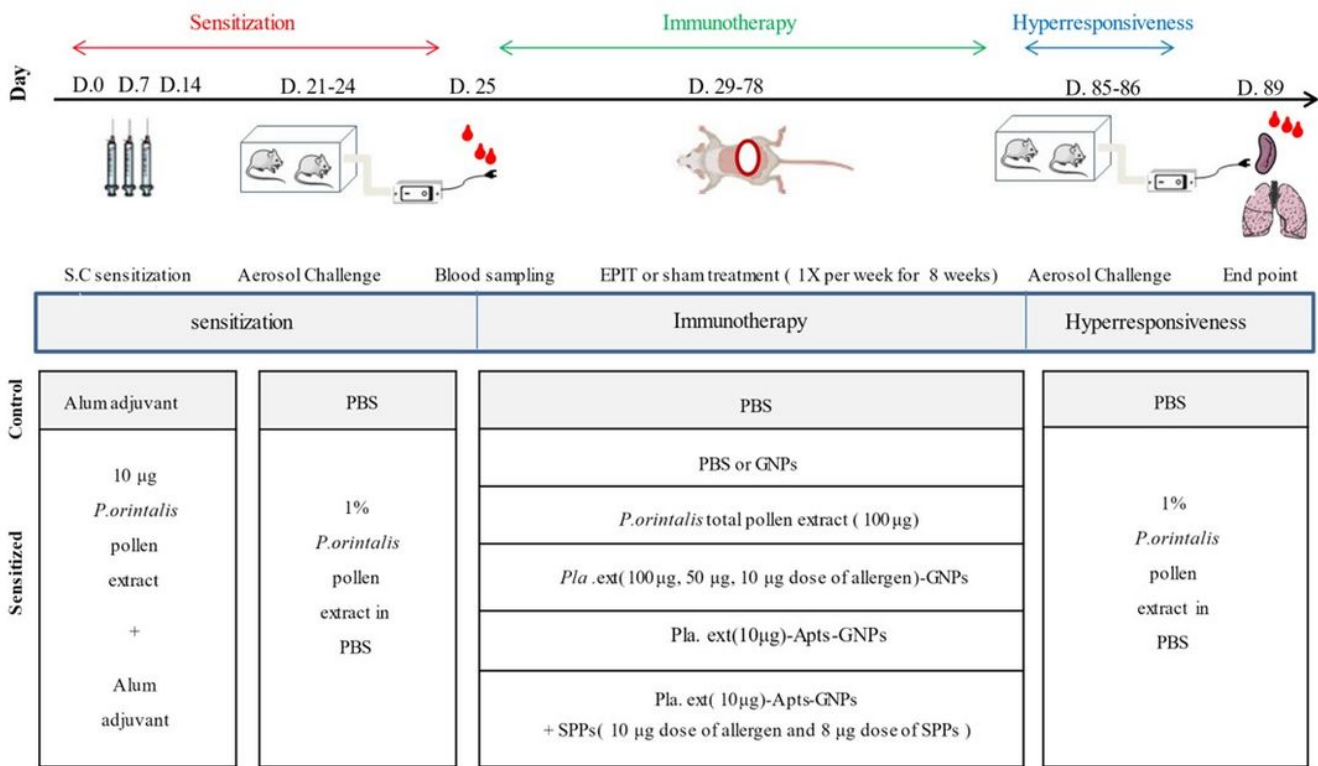 Sensitization
Immunotherapy
Hyperresponsiveness
Day
D.0 D.7 D.14
D. 21-24
D. 25
D. 29-78
D. 85-86
D. 89
S.C sensitization
Aerosol Challenge
Blood sampling
EPIT or sham treatment ( 1X per week for 8 weeks)
Aerosol Challenge
End point
sensitization
Immunotherapy
Hyperresponsiveness
Control
Alum adjuvant
PBS
PBS
PBS
Sensitized
10 µg
P.orintalis
pollen
extract
+
Alum
adjuvant
1%
P.orintalis
pollen
extract in
PBS
PBS or GNPs
P.orintalis total pollen extract ( 100 µg)
Pla .ext( 100 µg, 50 µg, 10 µg dose of allergen)-GNPs
Pla. ext(10µg)-Apts-GNPs
Pla. ext( 10µg)-Apts-GNPs
+ SPPs( 10 µg dose of allergen and 8 µg dose of SPPs )
1%
P.orintalis
pollen
extract in
PBS